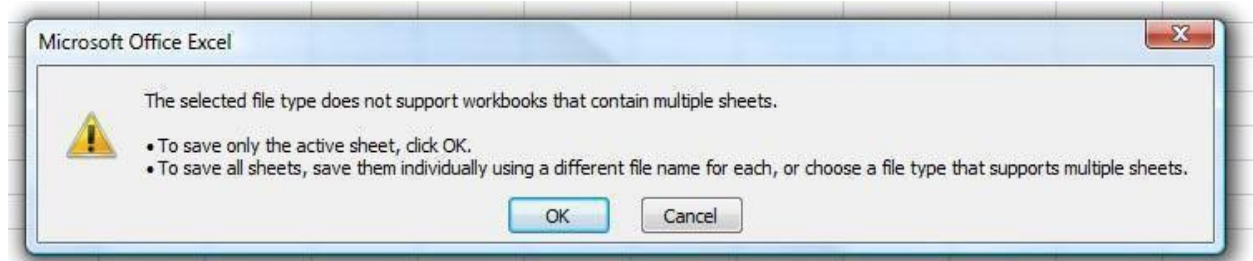 Microsoft Office Excel
The selected file type does not support workbooks that contain multiple sheets.
• To save only the active sheet, click OK.
• To save all sheets, save them individually using a different file name for each, or choose a file type that supports multiple sheets.
OK
Cancel